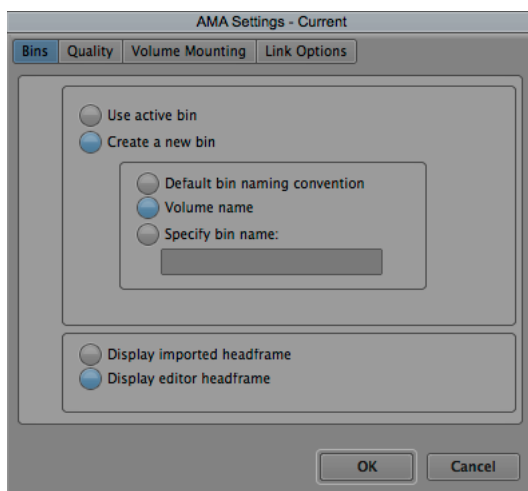 AMA Settings - Current
Bins Quality Volume Mounting Link Options
Use active bin
Create a new bin
Default bin naming convention
Volume name
Specify bin name:
Display imported headframe
Display editor headframe
OK Cancel